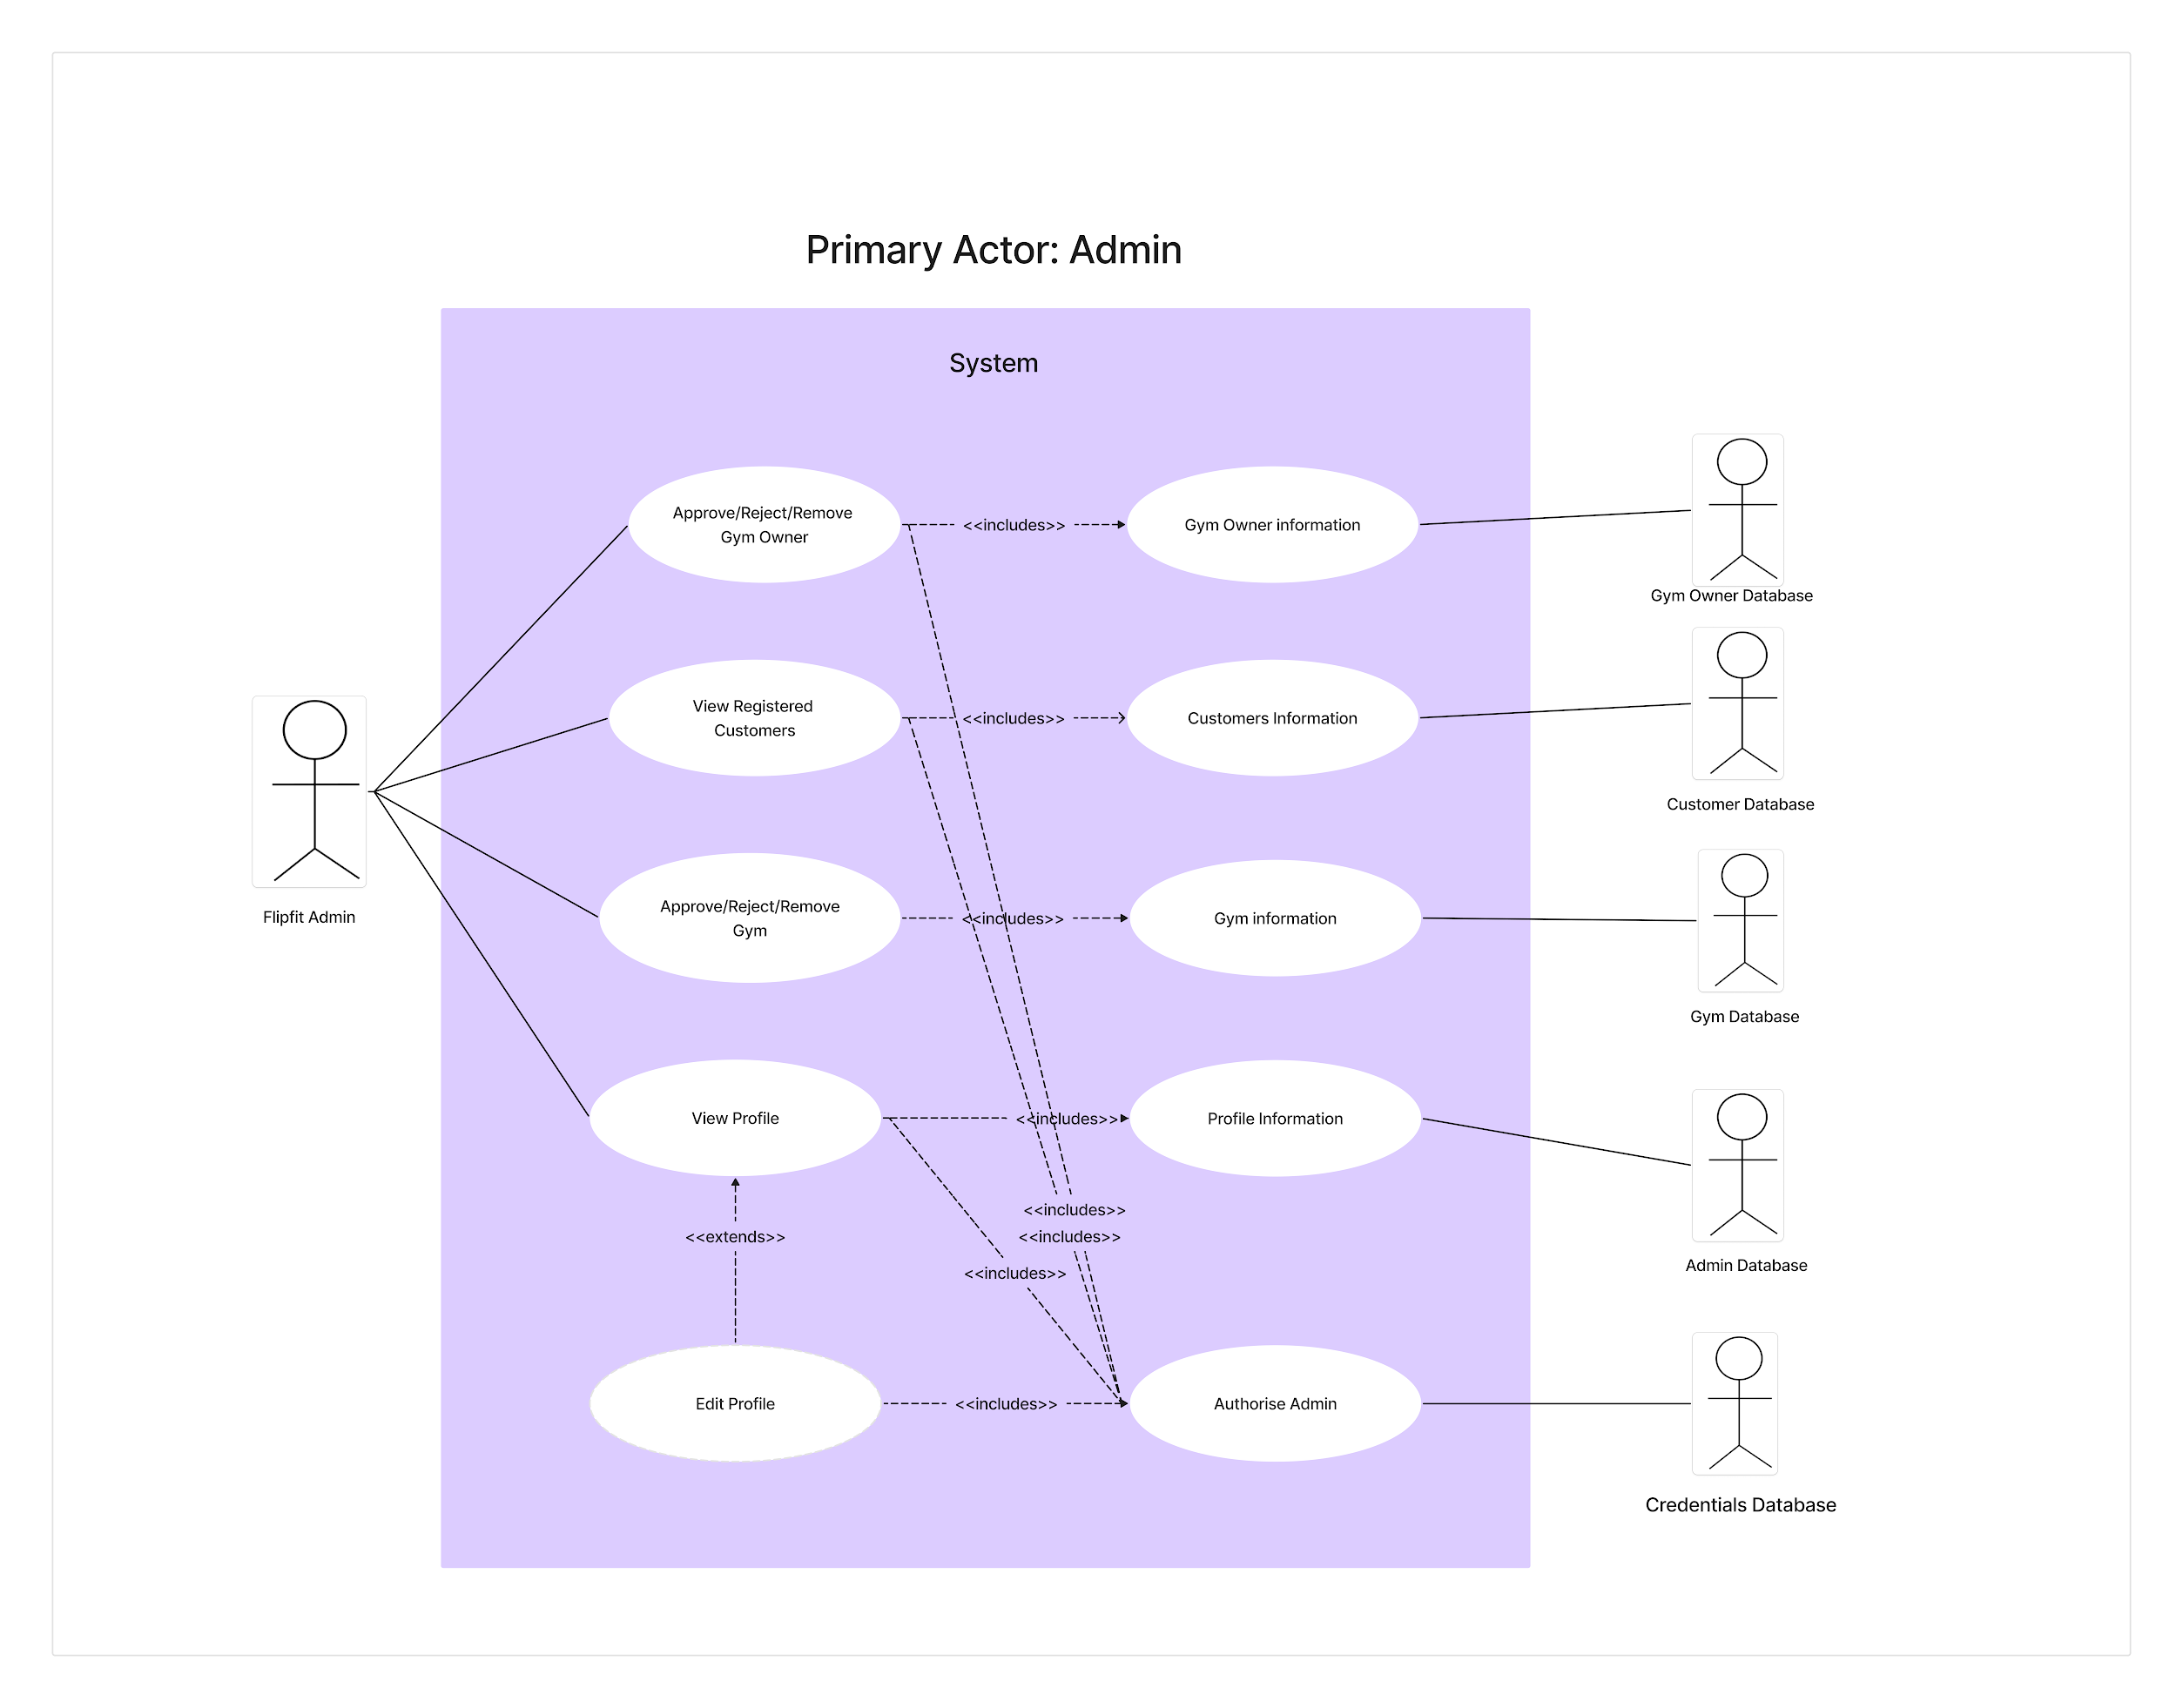 Primary Actor: Admin
System
Approve/Reject/Remove
Gym Owner
<<includes>>
Gym Owner information
Gym Owner Database
View Registered
Customers
<<includes>>
Customers Information
Customer Database
Flipfit Admin
Approve/Reject/Remove
Gym
<<includes>>
Gym information
Gym Database
View Profile
<<includes>>
Profile Information
Admin Database
<<includes>>
<<extends>>
<<includes>>
<<includes>>
Edit Profile
<<includes>>
Authorise Admin
Credentials Database